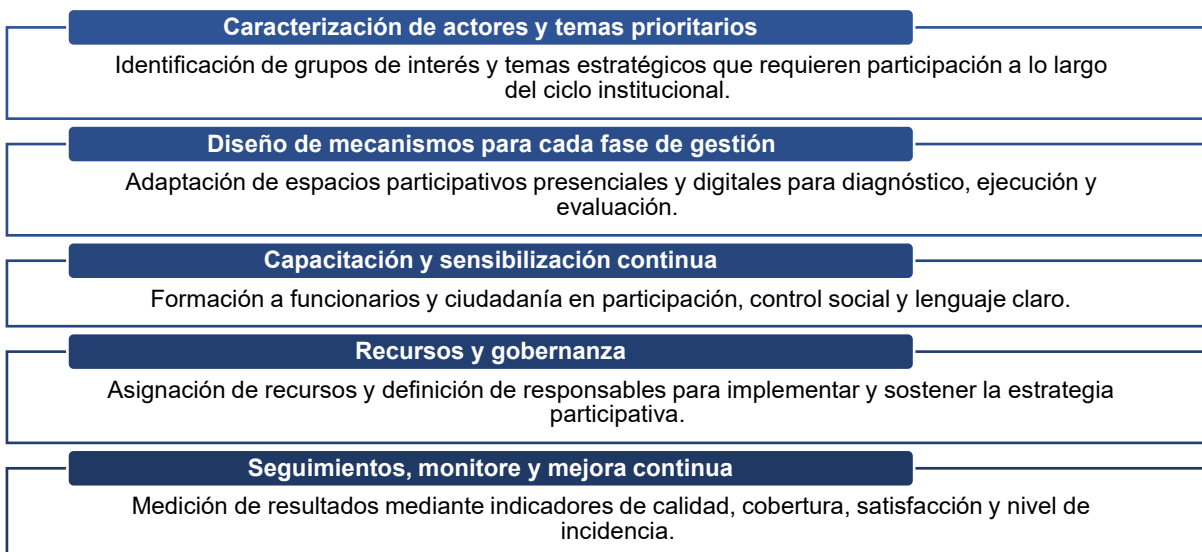 Caracterización de actores y temas prioritarios
Identificación de grupos de interés y temas estratégicos que requieren participación a lo largo
del ciclo institucional.
Diseño de mecanismos para cada fase de gestión
Adaptación de espacios participativos presenciales y digitales para diagnóstico, ejecución y
evaluación.
Capacitación y sensibilización continua
Formación a funcionarios y ciudadanía en participación, control social y lenguaje claro.
Recursos y gobernanza
Asignación de recursos y definición de responsables para implementar y sostener la estrategia
participativa.
Seguimientos, monitore y mejora continua
Medición de resultados mediante indicadores de calidad, cobertura, satisfacción y nivel de
incidencia.